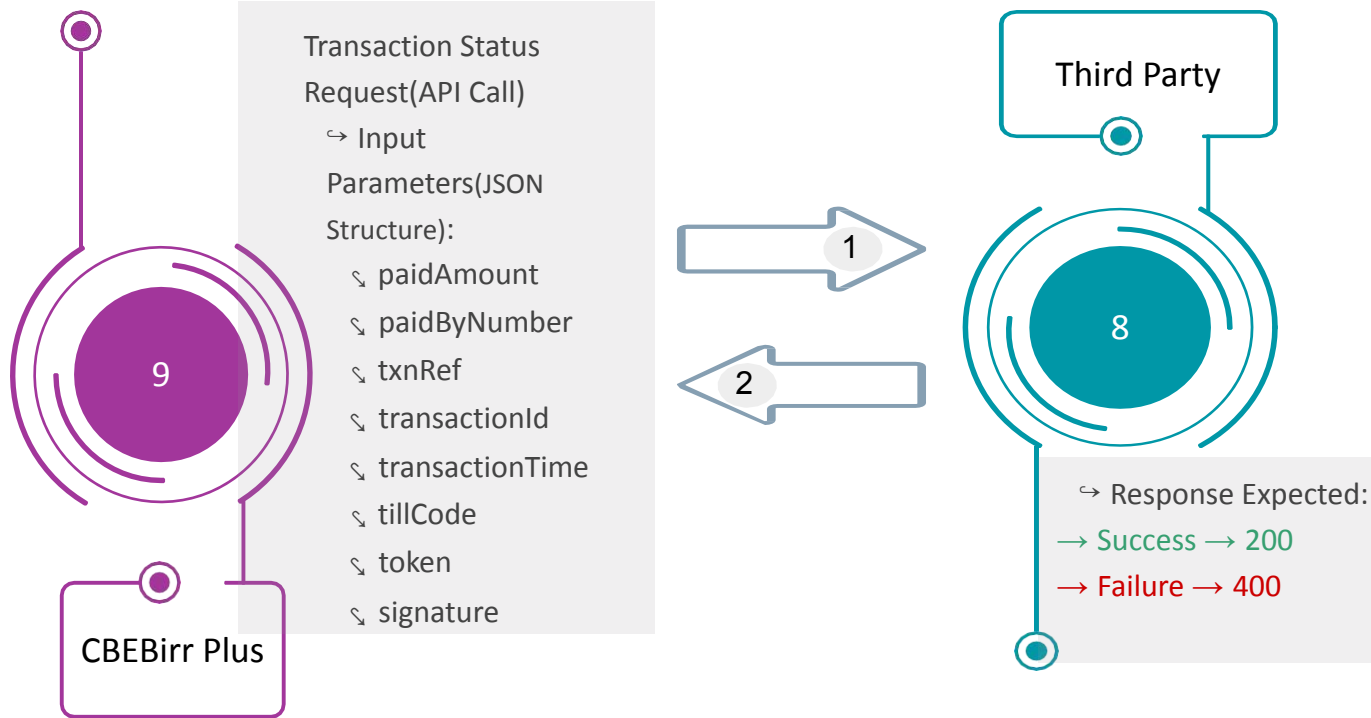 Transaction Status
Request(API Call)
↪ Input
Parameters(JSON
Structure):
⤥ paidAmount
⤥ paidByNumber
⤥ txnRef
⤥ transactionId
⤥ transactionTime
⤥ tillCode
⤥ token
⤥ signature
9
CBEBirr Plus
1
2
Third Party
8
↪ Response Expected:
→ Success → 200
→ Failure → 400